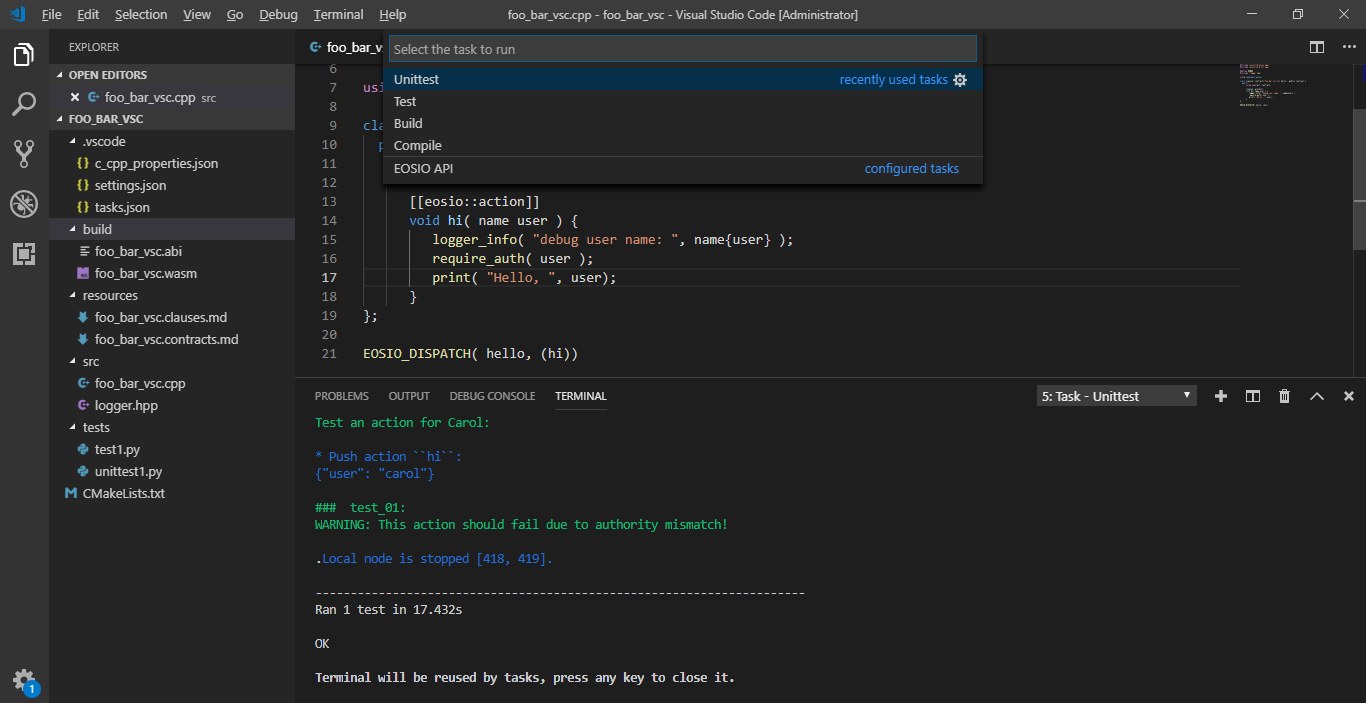 File Edit Selection View Go Debug Terminal Help
foo_bar_vsc.cpp - foo_bar_vsc - Visual Studio Code [Administrator]
EXPLORER
OPEN EDITORS
foo_bar_vsc.cpp src
FOO_BAR_VSC
.vscode
c_cpp_properties.json
settings.json
tasks.json
build
foo_bar_vsc.abi
foo_bar_vsc.wasm
resources
foo_bar_vsc.clauses.md
foo_bar_vsc.contracts.md
src
foo_bar_vsc.cpp
logger.hpp
tests
test1.py
unittest1.py
CMakeLists.txt
1
foo_bar_v
Select the task to run
Unittest recently used tasks
Test
Build
Compile
EOSIO API configured tasks
6
7 usi
8
9 cla
10 p
11
12
13 [[eosio::action]]
14 void hi( name user ) {
15 logger_info( "debug user name: ", name{user} );
16 require_auth( user );
17 print( "Hello, ", user);
18 }
19 };
20
21 EOSIO_DISPATCH( hello, (hi))
PROBLEMS OUTPUT DEBUG CONSOLE TERMINAL
5: Task - Unittest
Test an action for Carol:
* Push action ``hi``:
{"user": "carol"}
### test_01:
WARNING: This action should fail due to authority mismatch!
.Local node is stopped [418, 419].
----------------------------------------------------------------------
Ran 1 test in 17.432s
OK
Terminal will be reused by tasks, press any key to close it.